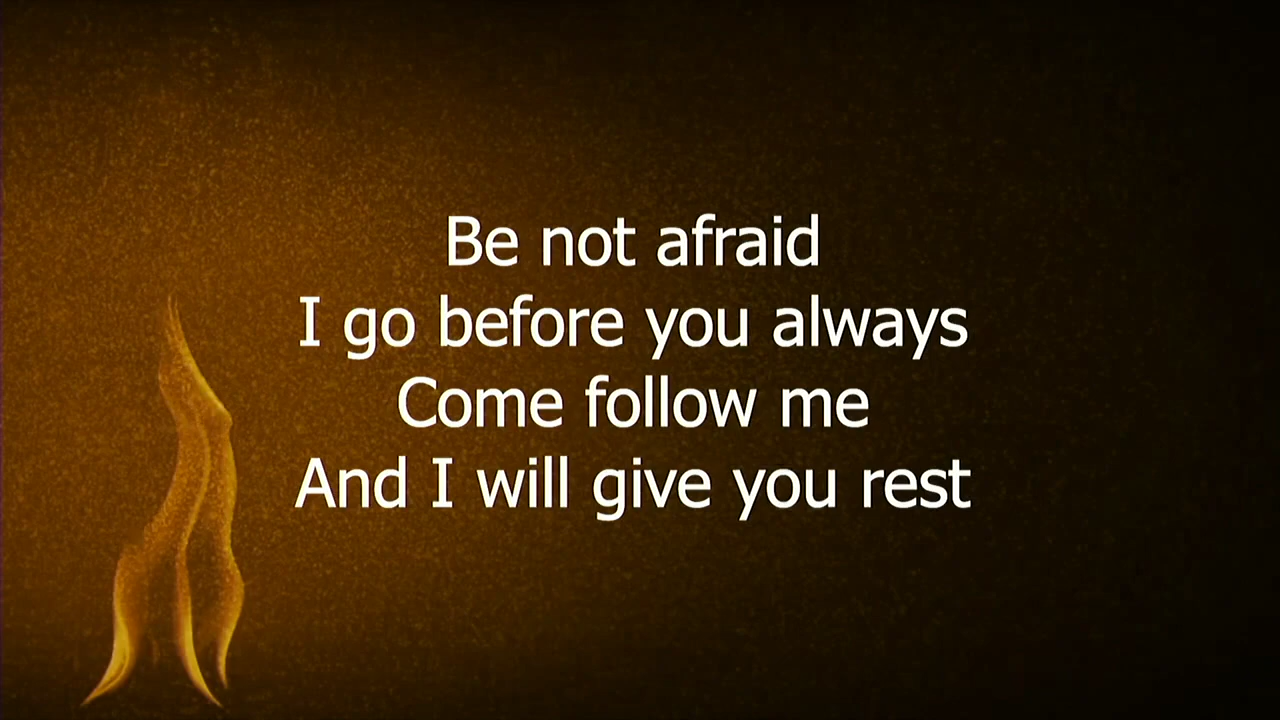 Be not afraid
I go before you always
Come follow me
And I will give you rest